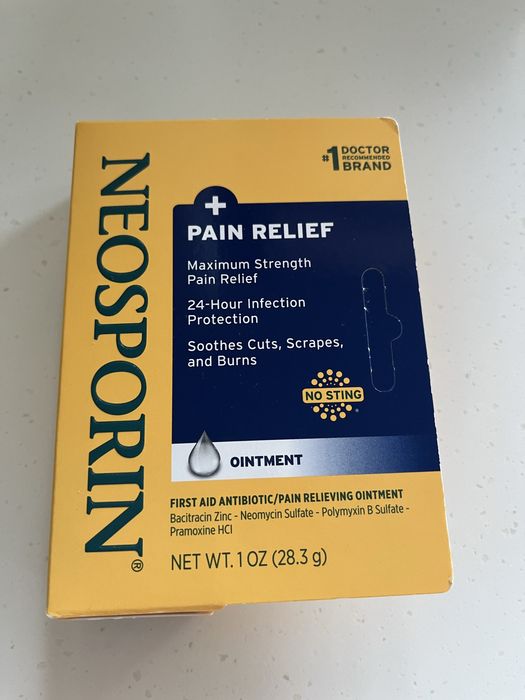 NEOSPORIN®
#1 DOCTOR
RECOMMENDED
BRAND
+
PAIN RELIEF
Maximum Strength
Pain Relief
24-Hour Infection
Protection
Soothes Cuts, Scrapes,
and Burns
NO STING
OINTMENT
FIRST AID ANTIBIOTIC/PAIN RELIEVING OINTMENT
Bacitracin Zinc - Neomycin Sulfate - Polymyxin B Sulfate -
Pramoxine HCl
NET WT. 1 OZ (28.3 g)